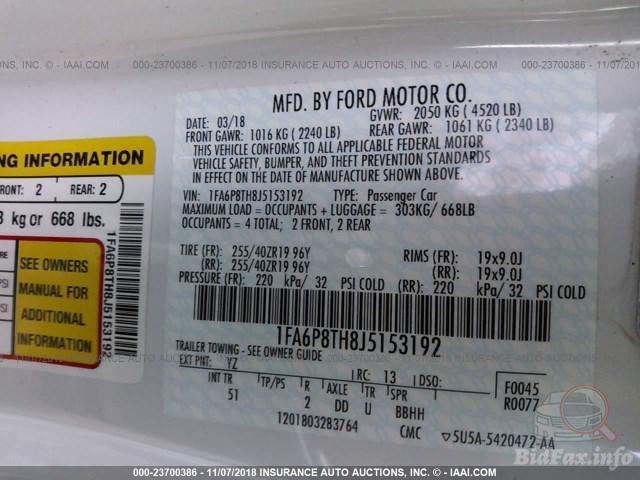 AUCTIONS, INC. - IAAI.COM 000-23700386 - 11/07/2018 INSURANCE AUTO AUCTIONS, INC. - IAAI.COM 000-23700386
MFD. BY FORD MOTOR CO.
DATE: 03/18 GVWR: 2050 KG ( 4520 LB)
FRONT GAWR: 1016 KG ( 2240 LB) REAR GAWR: 1061 KG ( 2340 LB)
THIS VEHICLE CONFORMS TO ALL APPLICABLE FEDERAL MOTOR
VEHICLE SAFETY, BUMPER, AND THEFT PREVENTION STANDARDS
IN EFFECT ON THE DATE OF MANUFACTURE SHOWN ABOVE.
VIN: 1FA6P8TH8J5153192 TYPE: Passenger Car
MAXIMUM LOAD = OCCUPANTS + LUGGAGE = 303KG/ 668LB
OCCUPANTS = 4 TOTAL; 2 FRONT, 2 REAR
TIRE (FR): 255/40ZR19 96Y RIMS (FR): 19x9.0J
(RR): 255/40ZR19 96Y (RR): 19x9.0J
PRESSURE (FR): 220 kPa/ 32 PSI COLD (RR): 220 kPa/ 32 PSI COLD
1FA6P8TH8J5153192
TRAILER TOWING - SEE OWNER GUIDE
EXT PNT: YZ RC: 13 DSO: F0045
INT TR TP/PS R AXLE TR SPR R0077
51 2 DD U BBHH
1201803283764 CMC ▽5U5A-5420472-AA
NG INFORMATION
FRONT: 2 REAR: 2
3 kg or 668 lbs.
SEE OWNERS
MANUAL FOR
ADDITIONAL
INFORMATION
PSI
PSI
1FA6P8TH8J5153192
BidFax.info
000-23700386 - 11/07/2018 INSURANCE AUTO AUCTIONS, INC. - IAAI.COM